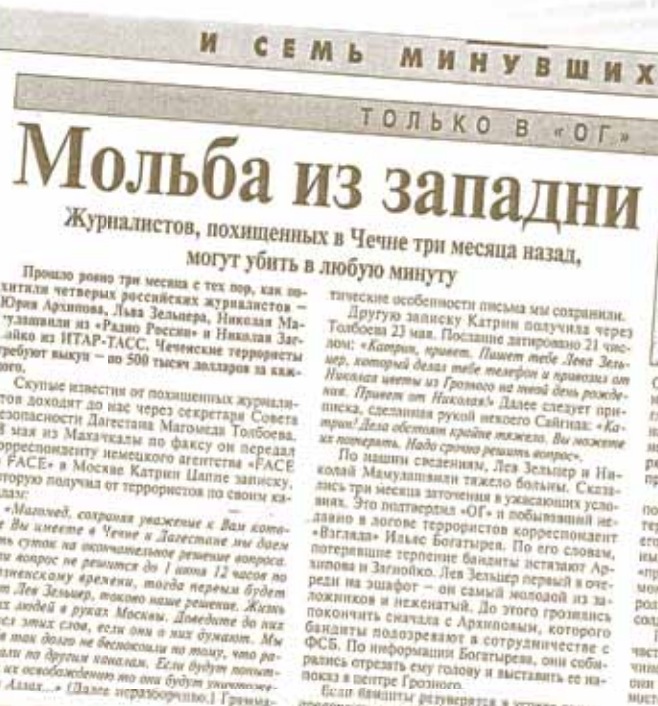 И СЕМЬ МИНУВШИХ
ТОЛЬКО В «ОГ»
Мольба из западни
Журналистов, похищенных в Чечне три месяца назад,
могут убить в любую минуту
Прошло ровно три месяца с тех пор, как по-
хитили четверых российских журналистов –
Юрия Архипова, Льва Зельцера, Николая Ма-
улашвили из «Радио России» и Николая Заг-
айко из ИТАР-ТАСС. Чеченские террористы
требуют выкуп – по 500 тысяч долларов за каж-
ого.
Скупые известия от похищенных журнали-
тов доходят до нас через секретаря Совета
езопасности Дагестана Магомеда Толбоева.
мая из Махачкалы по факсу он передал
орреспонденту немецкого агентства «FACE
FACE» в Москве Катрин Цаппе записку,
оторую получил от террористов по своим ка-
лам:
«Магомед, сохраняя уважение к Вам кото-
е Вы имеете в Чечне и Дагестане мы даем
ть суток на окончательное решение вопроса.
ли вопрос не решится до 1 июня 12 часов по
зненскому времени, тогда первым будет
т Лев Зельцер, таково наше решение. Жизнь
х людей в руках Москвы. Доведите до них
сл этих слов, если они о них думают. Мы
в так долго не беспокоили по тому, что ра-
али по другим каналам. Если будут попыт-
их освобождению то они будут уничтоже-
Аллах...» (Далее неразборчиво.) Грамма-
тические особенности письма мы сохранили.
Другую записку Катрин получила через
Толбоева 23 мая. Послание датировано 21 чис-
лом: «Катрин, привет. Пишет тебе Лева Зель-
цер, который делал тебе телефон и привозил от
Николая цветы из Грозного на твой день рожде-
ния. Привет от Николая!» Далее следует при-
писка, сделанная рукой некоего Сайгида: «Ка-
трин! Дела обстоят крайне тяжело. Вы можете
их потерять. Надо срочно решить вопрос».
По нашим сведениям, Лев Зельцер и Ни-
колай Мамулашвили тяжело больны. Сказа-
лись три месяца заточения в ужасающих усло-
виях. Это подтвердил «ОГ» и побывавший не-
давно в логове террористов корреспондент
«Взгляда» Ильяс Богатырев. По его словам,
потерявшие терпение бандиты истязают Ар-
хипова и Загнойко. Лев Зельцер первый в оче-
реди на эшафот – он самый молодой из за-
ложников и неженатый. До этого грозились
покончить сначала с Архиповым, которого
бандиты подозревают в сотрудничестве с
ФСБ. По информации Богатырева, они соби-
рались отрезать ему голову и выставить ее на-
показ в центре Грозного.
Если бандиты разуверятся в